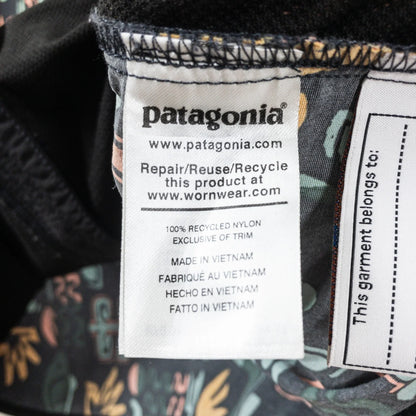 patagonia®
www.patagonia.com
Repair/Reuse/Recycle
this product at
www.wornwear.com
100% RECYCLED NYLON
EXCLUSIVE OF TRIM
MADE IN VIETNAM
FABRIQUÉ AU VIETNAM
HECHO EN VIETNAM
FATTO IN VIETNAM
This garment belongs to: